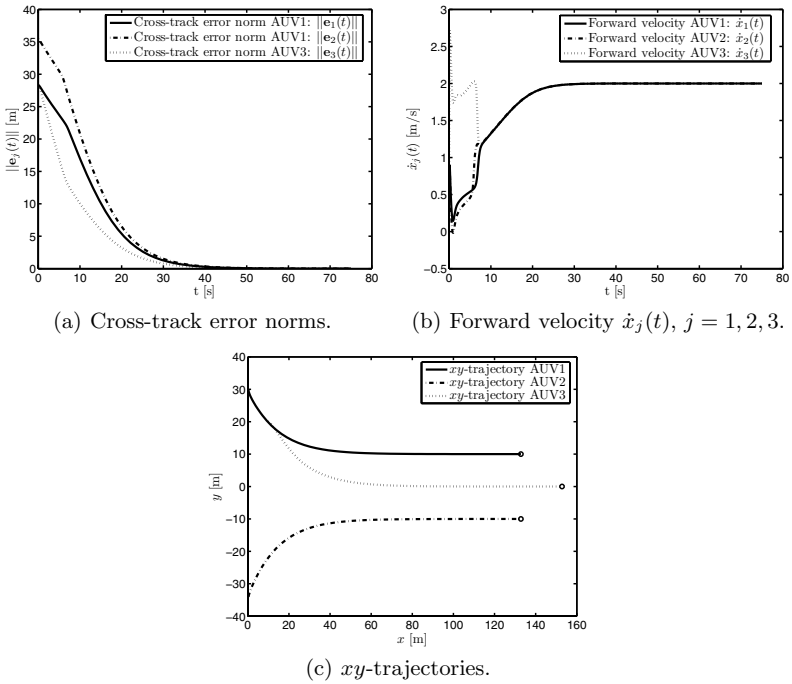 Cross-track error norm AUV1: ||e₁(t)||
Cross-track error norm AUV1: ||e₂(t)||
Cross-track error norm AUV3: ||e₃(t)||
40
35
30
25
20
15
10
5
0
||eⱼ(t)|| [m]
0 10 20 30 40 50 60 70 80
t [s]
(a) Cross-track error norms.
Forward velocity AUV1: ẋ₁(t)
Forward velocity AUV2: ẋ₂(t)
Forward velocity AUV3: ẋ₃(t)
3
2.5
2
1.5
1
0.5
0
−0.5
ẋⱼ(t) [m/s]
0 10 20 30 40 50 60 70 80
t [s]
(b) Forward velocity ẋⱼ(t), j = 1, 2, 3.
xy-trajectory AUV1
xy-trajectory AUV2
xy-trajectory AUV3
40
30
20
10
0
−10
−20
−30
−40
y [m]
0 20 40 60 80 100 120 140 160
x [m]
(c) xy-trajectories.